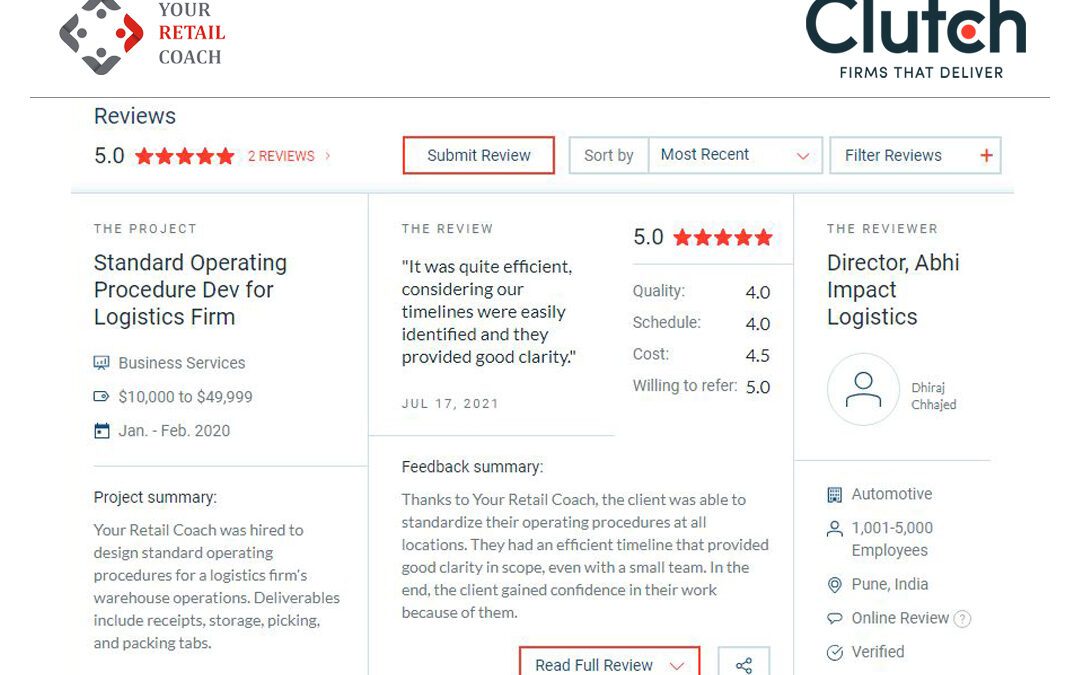 YOUR
RETAIL
COACH
Clutch
FIRMS THAT DELIVER
Reviews
5.0 2 REVIEWS
Submit Review
Sort by
Most Recent
Filter Reviews +
THE PROJECT
Standard Operating
Procedure Dev for
Logistics Firm
Business Services
$10,000 to $49,999
Jan. - Feb. 2020
Project summary:
Your Retail Coach was hired to
design standard operating
procedures for a logistics firm's
warehouse operations. Deliverables
include receipts, storage, picking,
and packing tabs.
THE REVIEW
"It was quite efficient,
considering our
timelines were easily
identified and they
provided good clarity."
JUL 17, 2021
5.0
Quality: 4.0
Schedule: 4.0
Cost: 4.5
Willing to refer: 5.0
Feedback summary:
Thanks to Your Retail Coach, the client was able to
standardize their operating procedures at all
locations. They had an efficient timeline that provided
good clarity in scope, even with a small team. In the
end, the client gained confidence in their work
because of them.
Read Full Review
THE REVIEWER
Director, Abhi
Impact
Logistics
Dhiraj
Chhajed
Automotive
1,001-5,000
Employees
Pune, India
Online Review ?
Verified